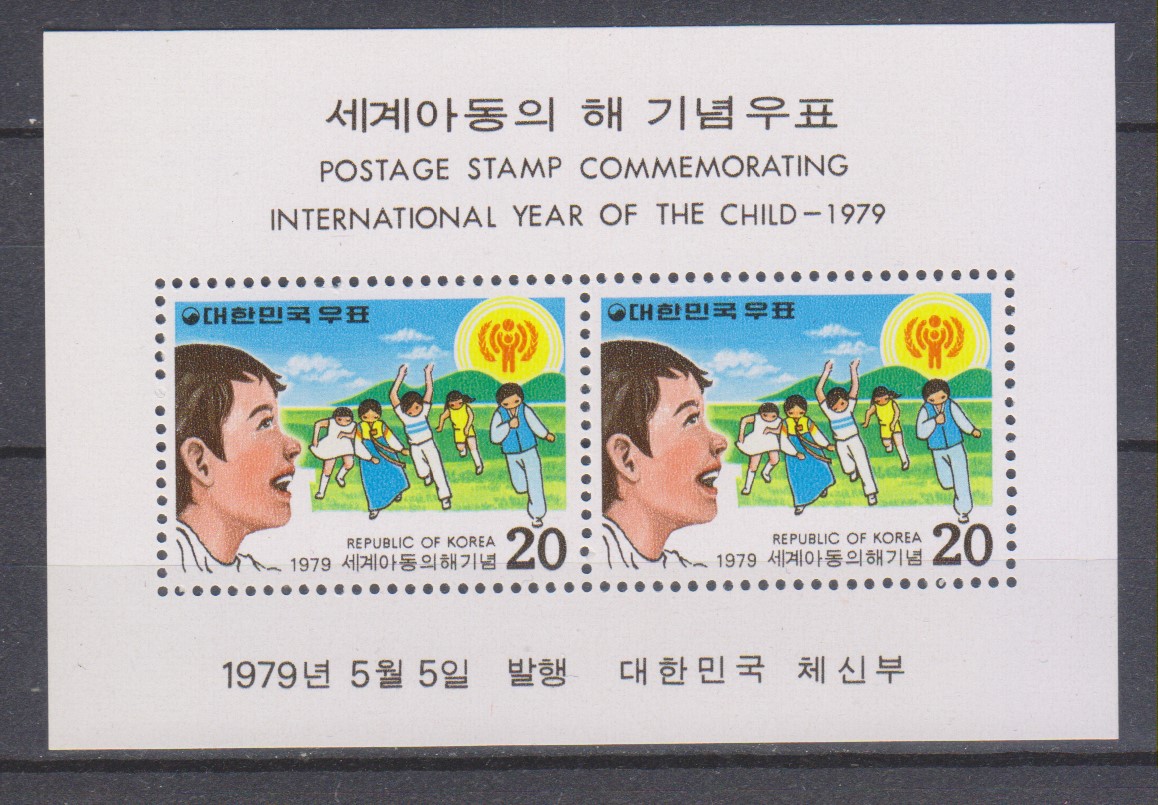 세계아동의 해 기념우표
POSTAGE STAMP COMMEMORATING
INTERNATIONAL YEAR OF THE CHILD–1979
대한민국우표
REPUBLIC OF KOREA
1979 세계아동의해기념 20
대한민국우표
REPUBLIC OF KOREA
1979 세계아동의해기념 20
1979년 5월 5일 발행 대한민국 체신부